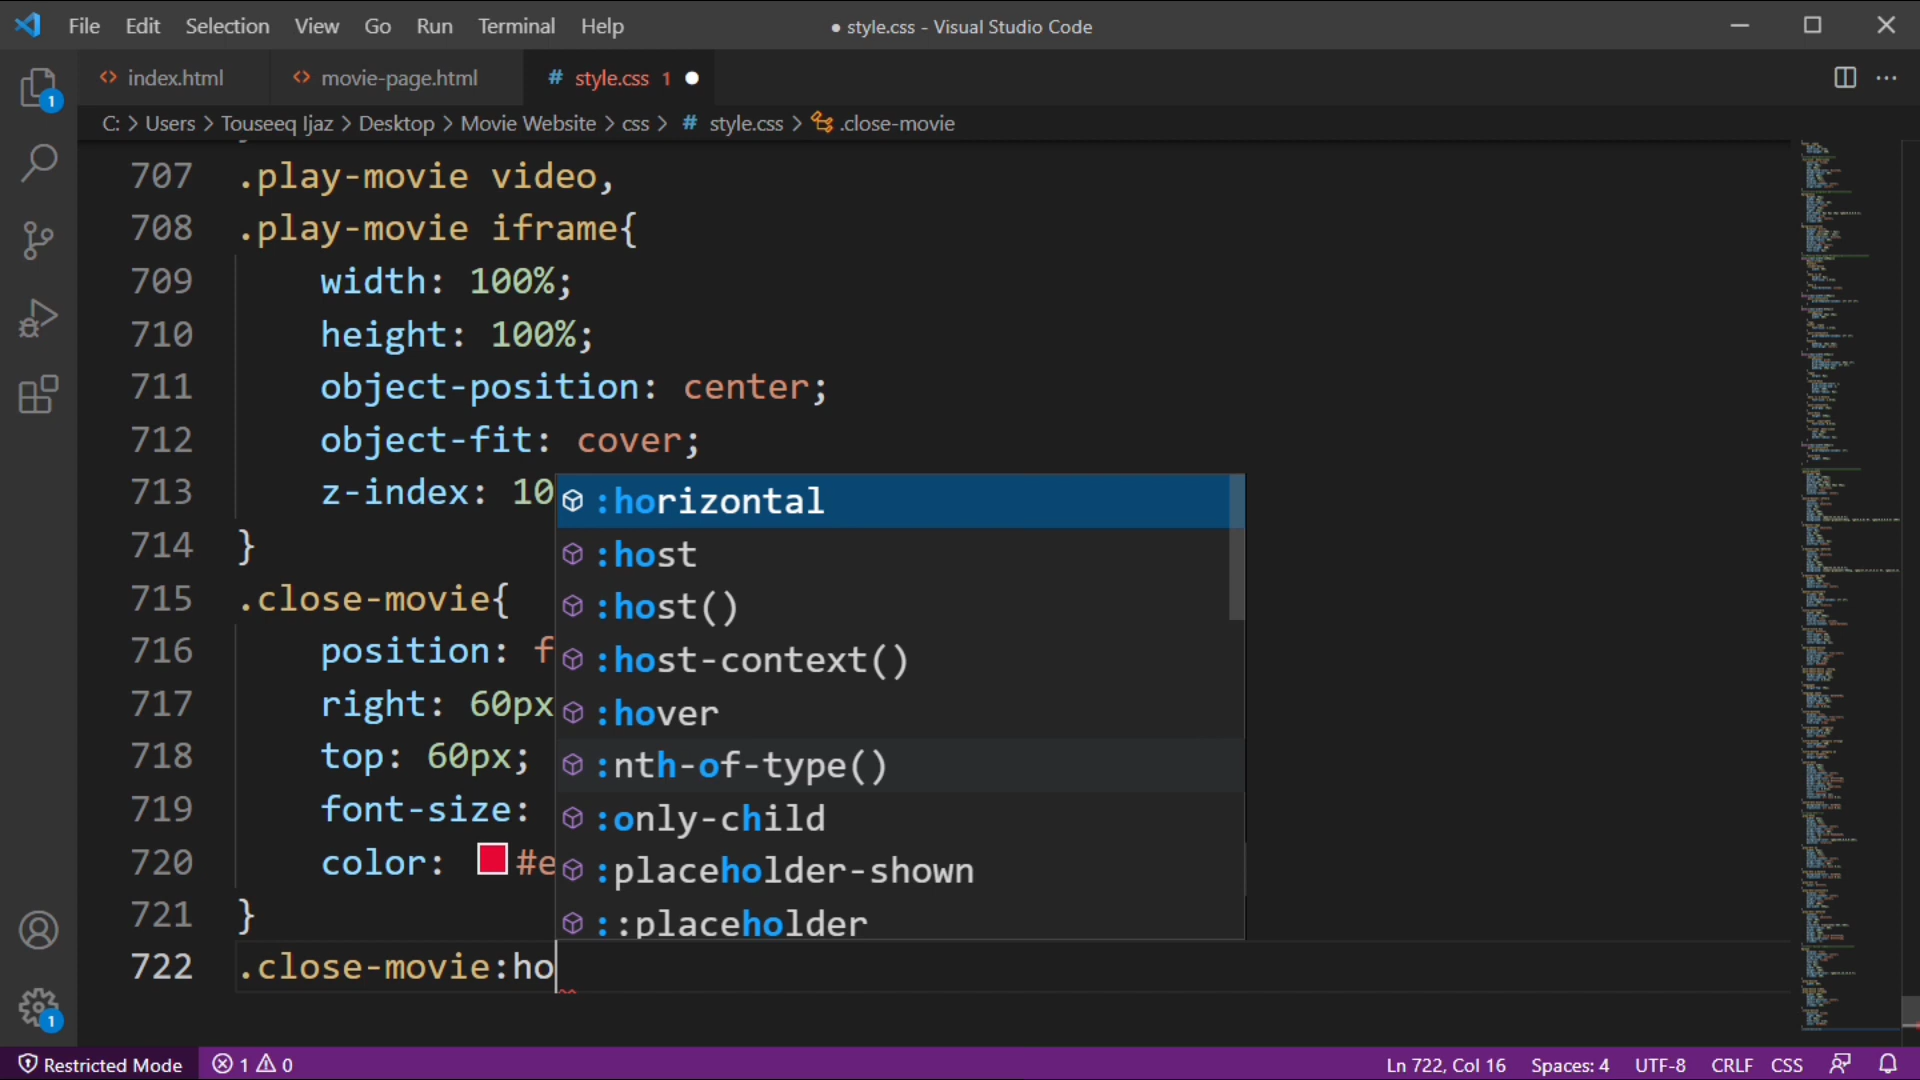 File Edit Selection View Go Run Terminal Help
● style.css - Visual Studio Code
index.html
movie-page.html
# style.css 1 ●
C: > Users > Touseeq Ijaz > Desktop > Movie Website > css > # style.css > .close-movie
707 .play-movie video,
708 .play-movie iframe{
709 width: 100%;
710 height: 100%;
711 object-position: center;
712 object-fit: cover;
713 z-index: 10
714 }
715 .close-movie{
716 position: f
717 right: 60px
718 top: 60px;
719 font-size:
720 color: #e
721 }
722 .close-movie:ho
:horizontal
:host
:host()
:host-context()
:hover
:nth-of-type()
:only-child
:placeholder-shown
::placeholder
1
1
Restricted Mode 1 0 Ln 722, Col 16 Spaces: 4 UTF-8 CRLF CSS